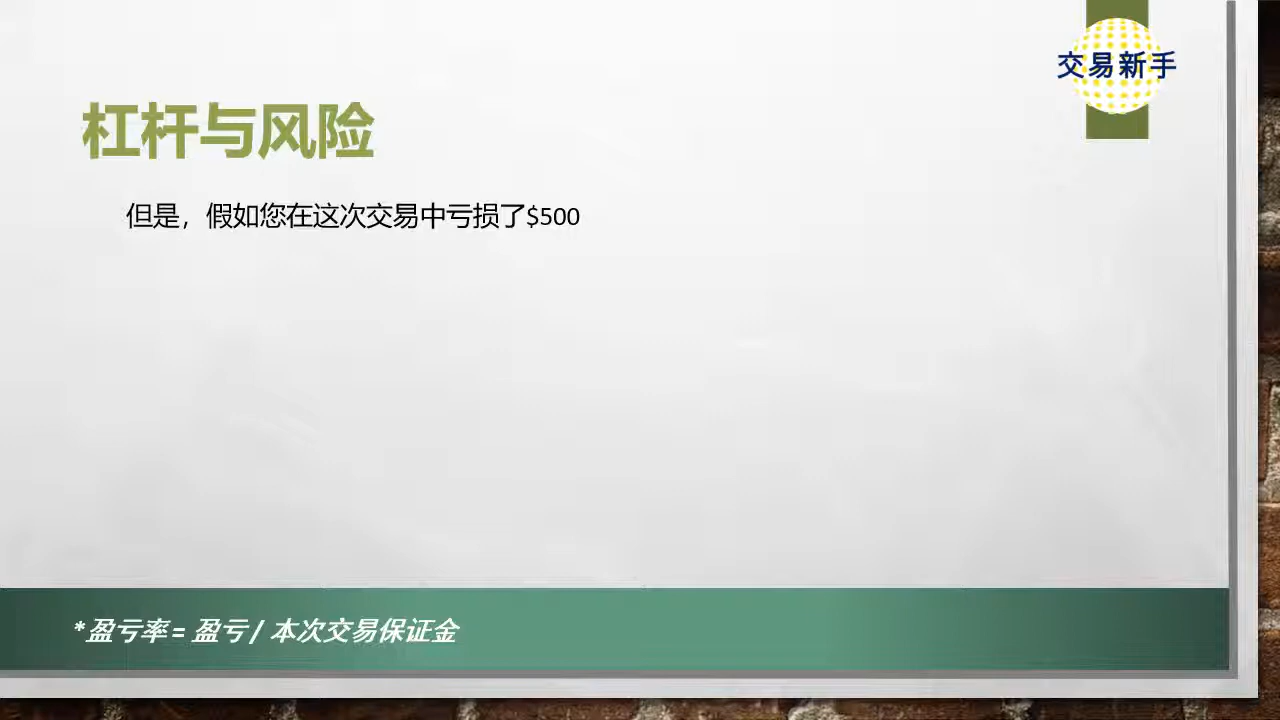 交易新手
杠杆与风险
但是，假如您在这次交易中亏损了$500
*盈亏率= 盈亏 / 本次交易保证金